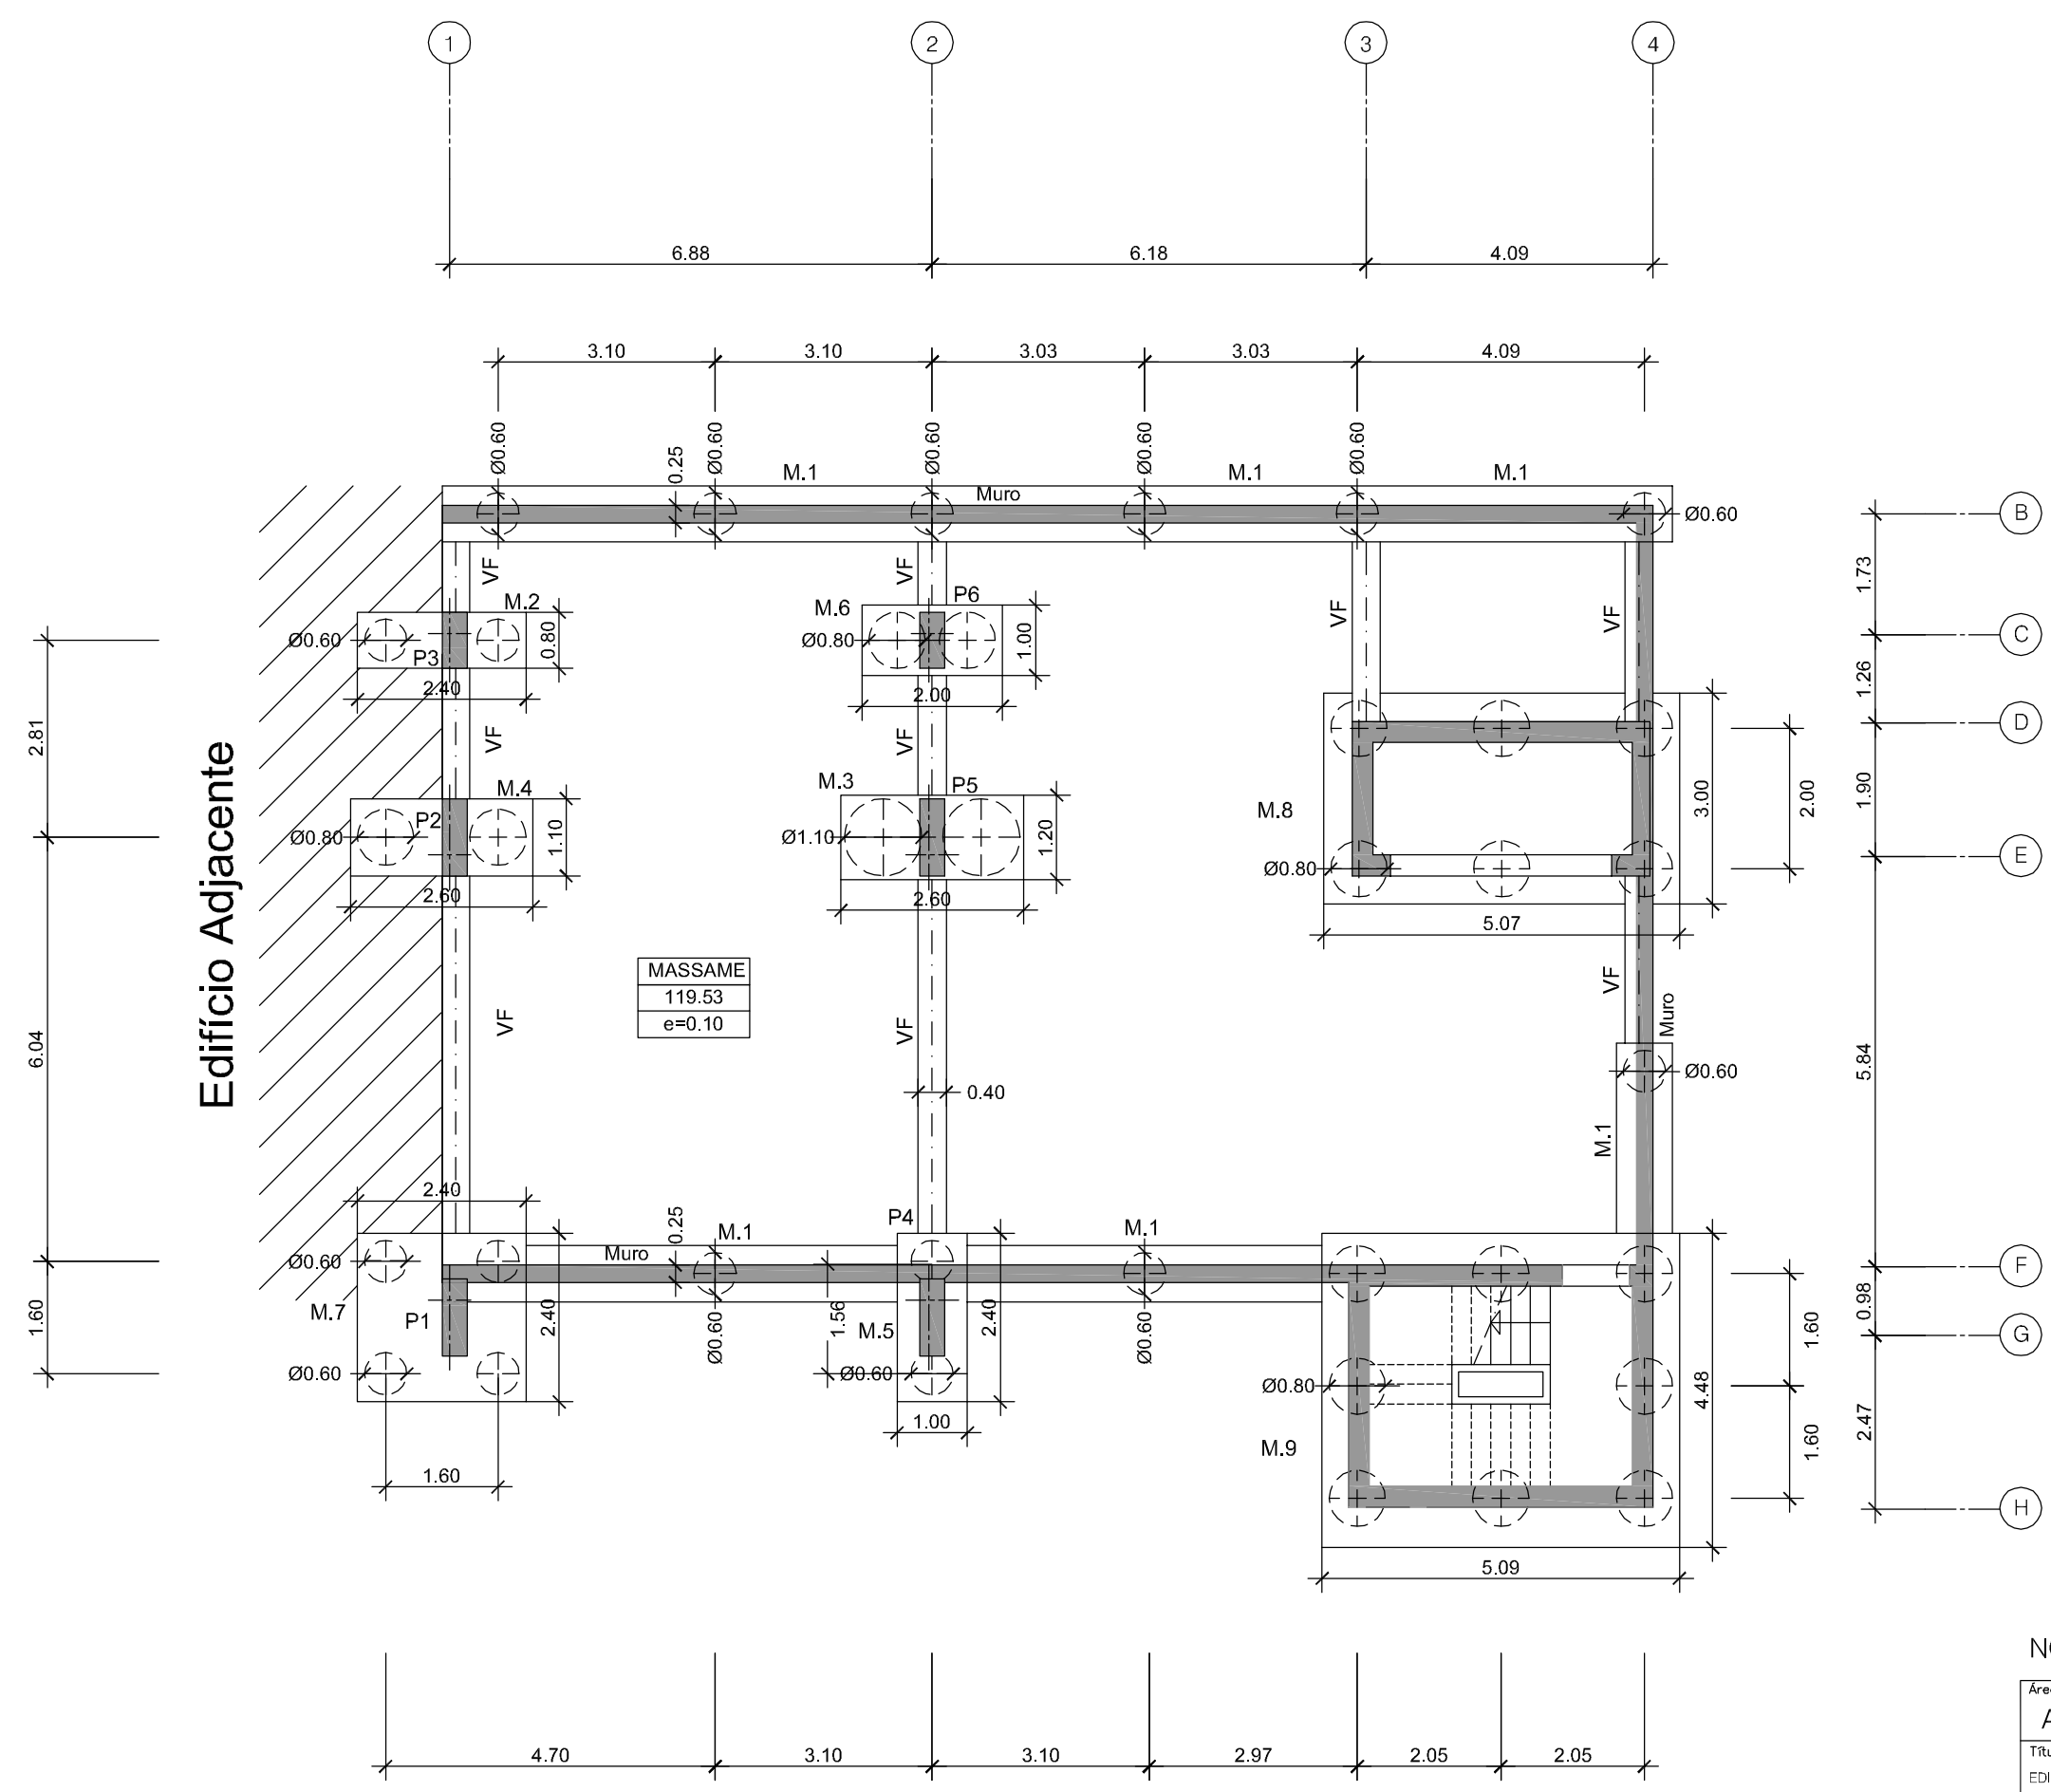 1 2 3 4
6.88 6.18 4.09
3.10 3.10 3.03 3.03 4.09
Ø0.60 0.25 Ø0.60 Ø0.60 Ø0.60 Ø0.60
M.1 M.1 M.1
Muro
Ø0.60 B
VF VF VF VF
1.73
M.2 M.6 P6
Ø0.60 P3 0.80 Ø0.80 1.00 C
2.40 2.00
2.81 1.26
VF VF D
Edifício Adjacente
M.4 M.3 P5
M.8 3.00 2.00 1.90
Ø0.80 P2 1.10 Ø1.10 1.20
Ø0.80 E
2.60 2.60
5.07
MASSAME
119.53
e=0.10
VF VF VF Muro
6.04 5.84
0.40 Ø0.60
M.1
2.40
0.25 M.1 P4 M.1
Muro
Ø0.60 F
M.7 P1 2.40 1.56 M.5 2.40
1.60 1.60 0.98
G
Ø0.60 Ø0.60 Ø0.60 Ø0.60
Ø0.80 4.48
1.00
M.9 1.60 2.47
1.60
H
5.09
4.70 3.10 3.10 2.97 2.05 2.05
EDI